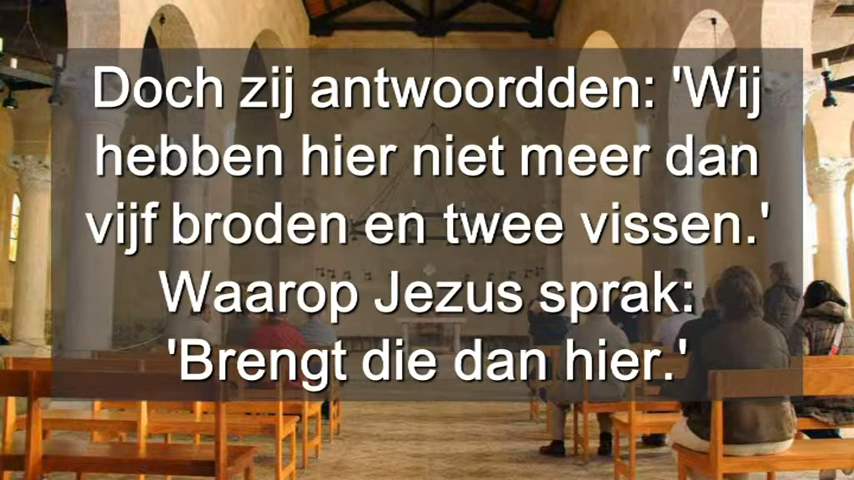 Doch zij antwoordden: 'Wij
hebben hier niet meer dan
vijf broden en twee vissen.'
Waarop Jezus sprak:
'Brengt die dan hier.'